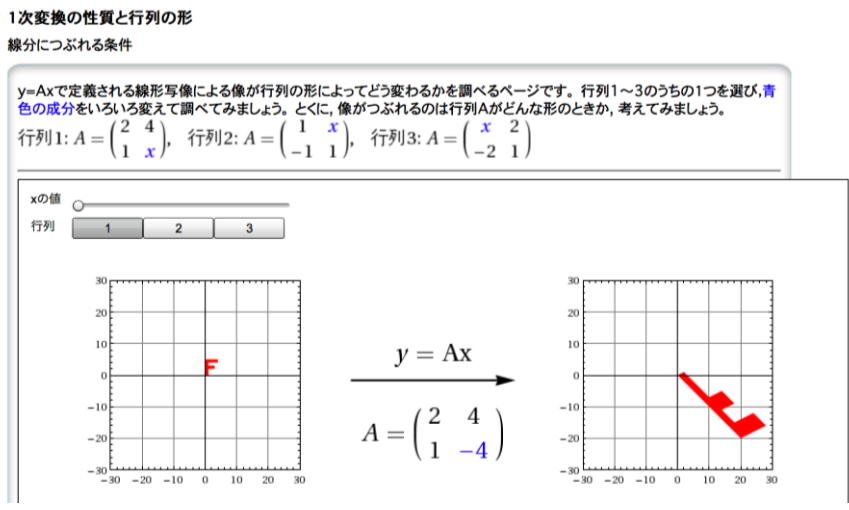 1次変換の性質と行列の形
線分につぶれる条件
y=Axで定義される線形写像による像が行列の形によってどう変わるかを調べるページです。行列1～3のうちの1つを選び,青
色の成分をいろいろ変えて調べてみましょう。とくに, 像がつぶれるのは行列Aがどんな形のときか, 考えてみましょう。
行列1: A = (2 4
1 x), 行列2: A = (1 x
-1 1), 行列3: A = (x 2
-2 1)
xの値
行列 1 2 3
30 30
20 20
10 10
y = Ax
0 0
-10 -10
A = (2 4
1 -4)
-20 -20
-30 -30
-30 -20 -10 0 10 20 30 -30 -20 -10 0 10 20 30